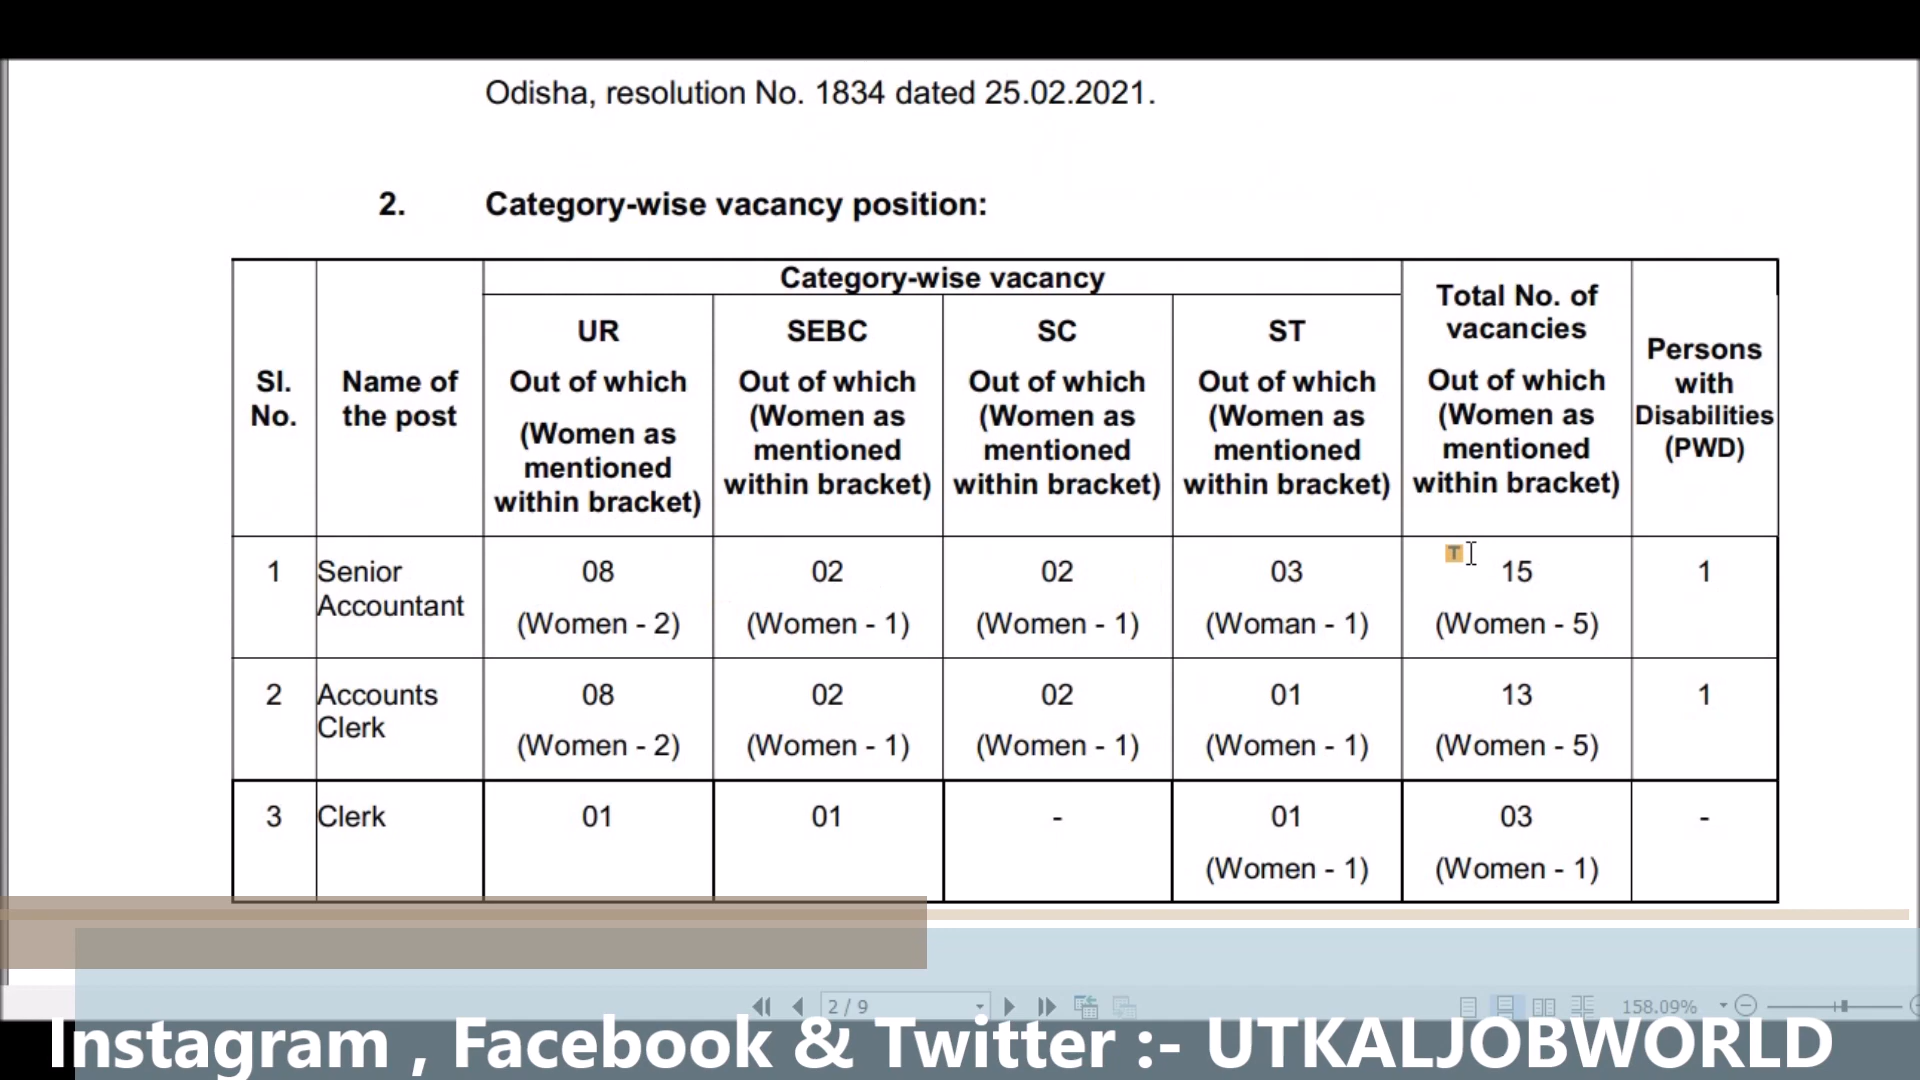 Odisha, resolution No. 1834 dated 25.02.2021.
2. Category-wise vacancy position:
Sl. No.
Name of the post
Category-wise vacancy
UR
Out of which
(Women as mentioned within bracket)
SEBC
Out of which
(Women as mentioned within bracket)
SC
Out of which
(Women as mentioned within bracket)
ST
Out of which
(Women as mentioned within bracket)
Total No. of vacancies
Out of which
(Women as mentioned within bracket)
Persons with Disabilities (PWD)
1 Senior Accountant 08 02 02 03 15 1
(Women - 2) (Women - 1) (Women - 1) (Woman - 1) (Women - 5)
2 Accounts Clerk 08 02 02 01 13 1
(Women - 2) (Women - 1) (Women - 1) (Women - 1) (Women - 5)
3 Clerk 01 01 - 01 03 -
(Women - 1) (Women - 1)
2 / 9 158.09%
Instagram , Facebook & Twitter :- UTKALJOBWORLD